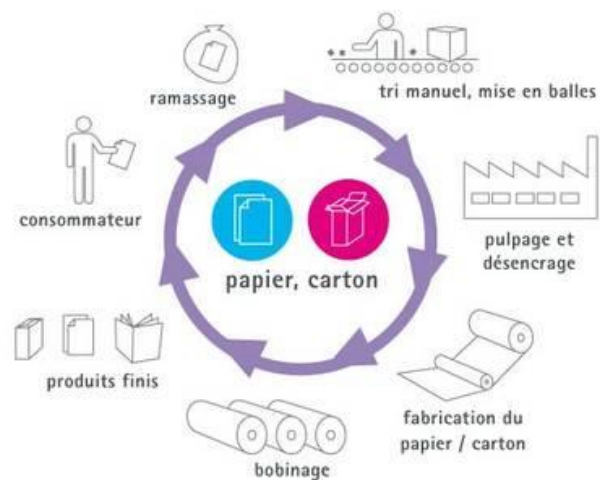 ramassage
tri manuel, mise en balles
consommateur
pulpage et
désencrage
papier, carton
produits finis
fabrication du
papier / carton
bobinage